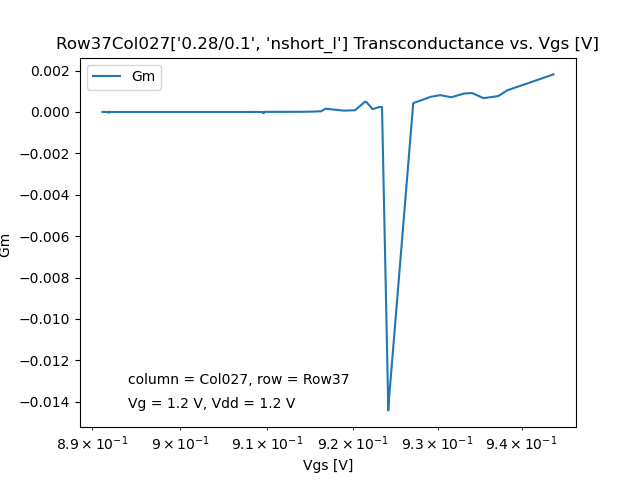 Row37Col027['0.28/0.1', 'nshort_l'] Transconductance vs. Vgs [V]
Gm
0.002
0.000
−0.002
−0.004
−0.006
−0.008
−0.010
−0.012
−0.014
Gm
column = Col027, row = Row37
Vg = 1.2 V, Vdd = 1.2 V
8.9 × 10⁻¹ 9 × 10⁻¹ 9.1 × 10⁻¹ 9.2 × 10⁻¹ 9.3 × 10⁻¹ 9.4 × 10⁻¹
Vgs [V]